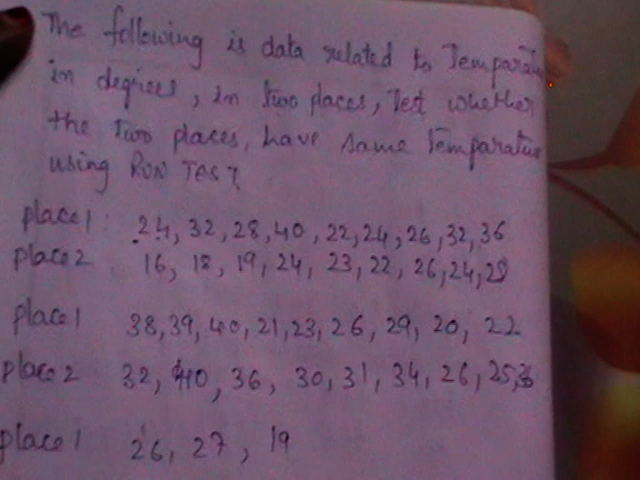 The following is data related to Temparatu
in degrees, in two places, Test whether
the two places, have same Temparature
using RUN TEST.
place1: 24, 32, 28, 40, 22, 24, 26, 32, 36
place2 16, 18, 19, 24, 23, 22, 26, 24, 28
place1 38, 39, 40, 21, 23, 26, 29, 20, 22
place2 32, 40, 36, 30, 31, 34, 26, 25, 36
place1 26, 27, 19